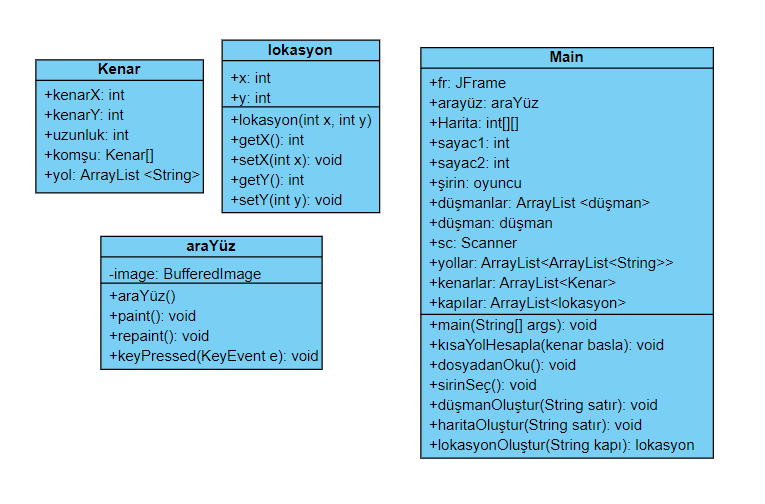 Kenar
+kenarX: int
+kenarY: int
+uzunluk: int
+komşu: Kenar[]
+yol: ArrayList <String>
lokasyon
+x: int
+y: int
+lokasyon(int x, int y)
+getX(): int
+setX(int x): void
+getY(): int
+setY(int y): void
araYüz
-image: BufferedImage
+araYüz()
+paint(): void
+repaint(): void
+keyPressed(KeyEvent e): void
Main
+fr: JFrame
+arayüz: araYüz
+Harita: int[][]
+sayac1: int
+sayac2: int
+şirin: oyuncu
+düşmanlar: ArrayList <düşman>
+düşman: düşman
+sc: Scanner
+yollar: ArrayList<ArrayList<String>>
+kenarlar: ArrayList<Kenar>
+kapılar: ArrayList<lokasyon>
+main(String[] args): void
+kısaYolHesapla(kenar basla): void
+dosyadanOku(): void
+sirinSeç(): void
+düşmanOluştur(String satır): void
+haritaOluştur(String satır): void
+lokasyonOluştur(String kapı): lokasyon